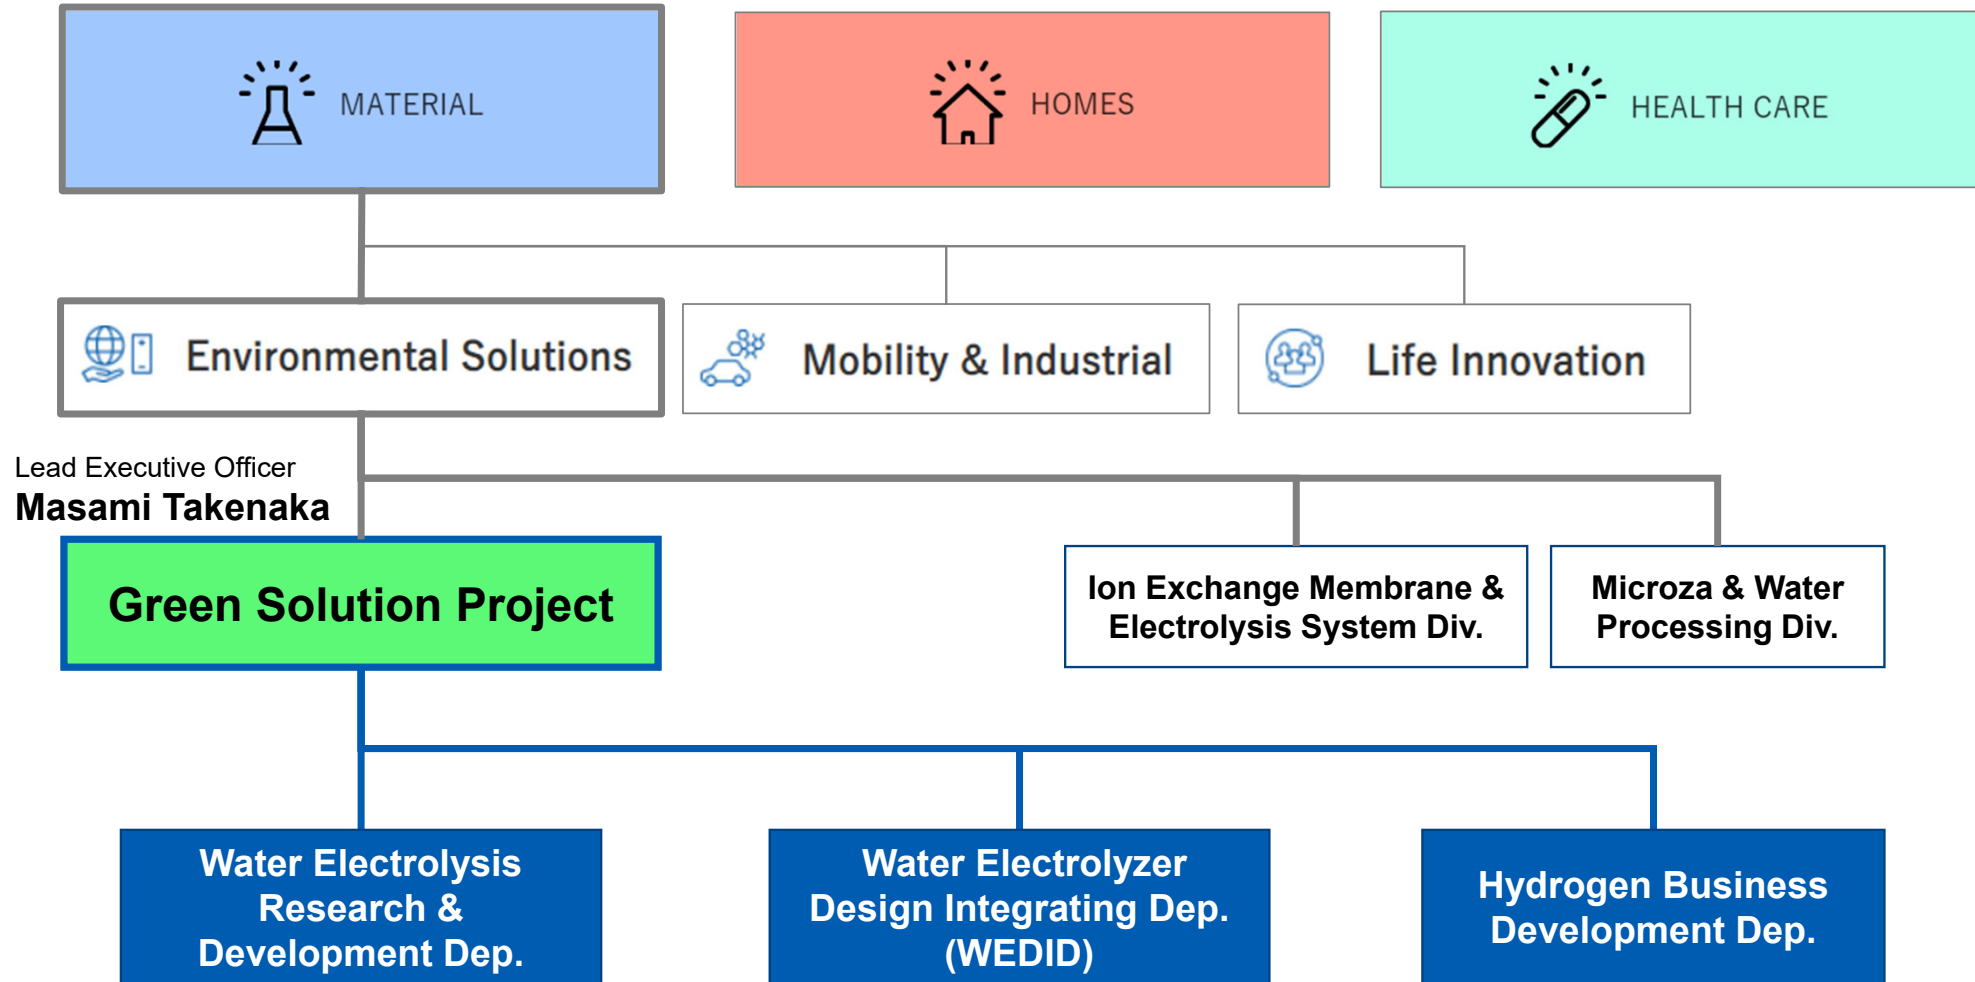 MATERIAL
HOMES
HEALTH CARE
Environmental Solutions
Mobility & Industrial
Life Innovation
Lead Executive Officer
Masami Takenaka
Green Solution Project
Ion Exchange Membrane &
Electrolysis System Div.
Microza & Water
Processing Div.
Water Electrolysis
Research &
Development Dep.
Water Electrolyzer
Design Integrating Dep.
(WEDID)
Hydrogen Business
Development Dep.